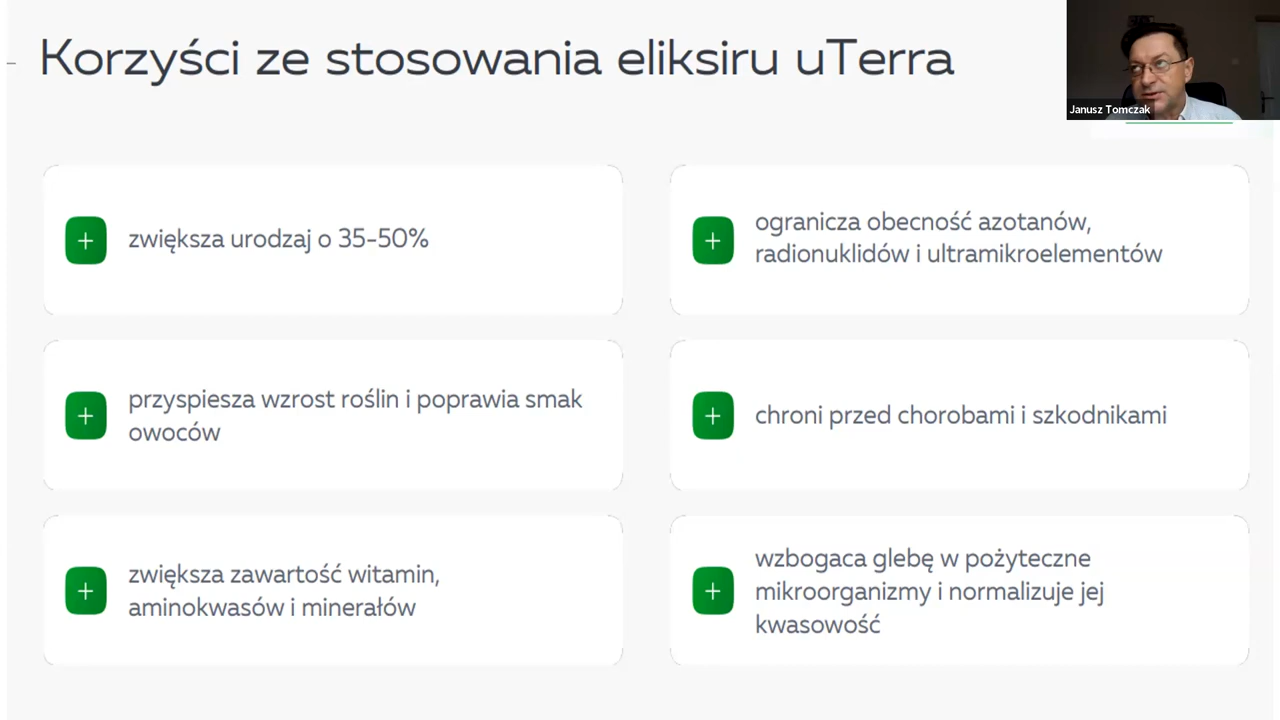 Korzyści ze stosowania eliksiru uTerra
Janusz Tomczak
zwiększa urodzaj o 35-50%
ogranicza obecność azotanów,
radionuklidów i ultramikroelementów
przyspiesza wzrost roślin i poprawia smak
owoców
chroni przed chorobami i szkodnikami
zwiększa zawartość witamin,
aminokwasów i minerałów
wzbogaca glebę w pożyteczne
mikroorganizmy i normalizuje jej
kwasowość